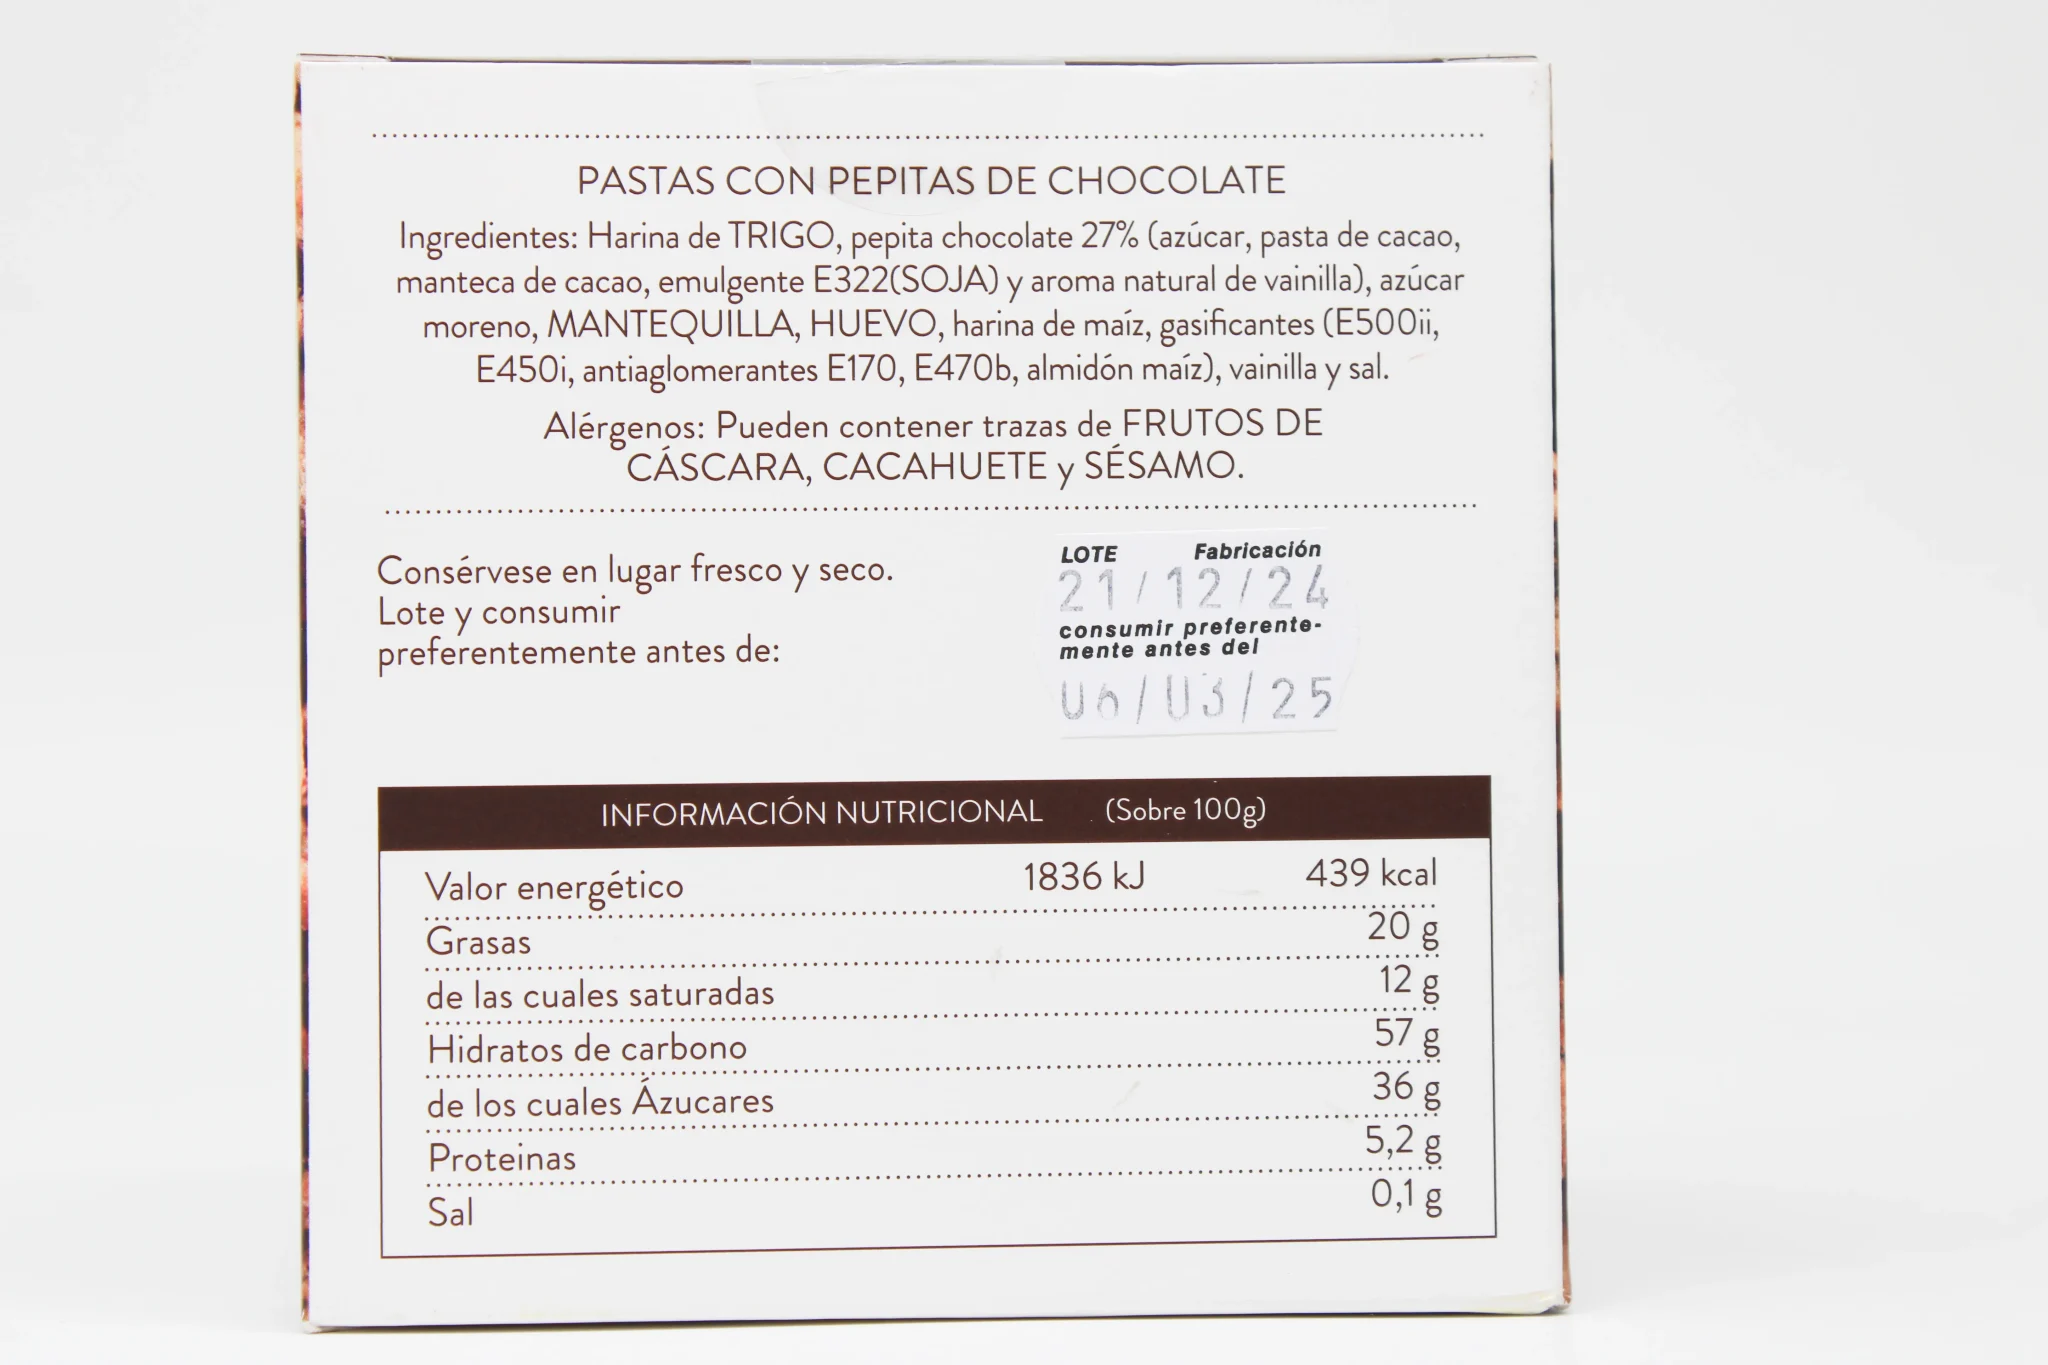 PASTAS CON PEPITAS DE CHOCOLATE
Ingredientes: Harina de TRIGO, pepita chocolate 27% (azúcar, pasta de cacao,
manteca de cacao, emulgente E322(SOJA) y aroma natural de vainilla), azúcar
moreno, MANTEQUILLA, HUEVO, harina de maíz, gasificantes (E500ii,
E450i, antiaglomerantes E170, E470b, almidón maíz), vainilla y sal.
Alérgenos: Pueden contener trazas de FRUTOS DE
CÁSCARA, CACAHUETE y SÉSAMO.
Consérvese en lugar fresco y seco.
Lote y consumir
preferentemente antes de:
LOTE Fabricación
21/12/24
consumir preferente-
mente antes del
06/03/25
INFORMACIÓN NUTRICIONAL (Sobre 100g)
Valor energético 1836 kJ 439 kcal
Grasas 20 g
de las cuales saturadas 12 g
Hidratos de carbono 57 g
de los cuales Ázucares 36 g
Proteinas 5,2 g
Sal 0,1 g